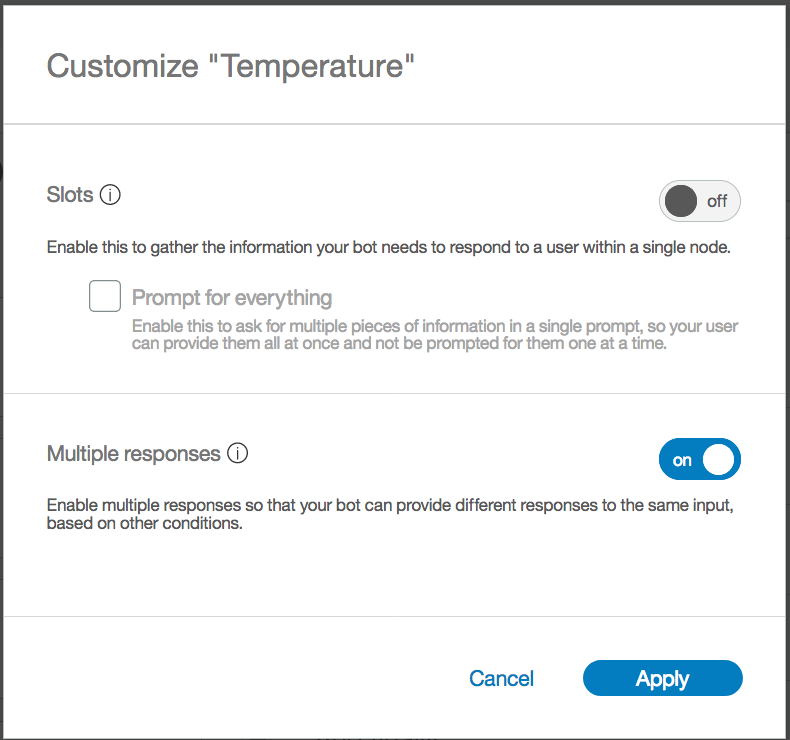 Customize "Temperature"
Slots
off
Enable this to gather the information your bot needs to respond to a user within a single node.
Prompt for everything
Enable this to ask for multiple pieces of information in a single prompt, so your user
can provide them all at once and not be prompted for them one at a time.
Multiple responses
on
Enable multiple responses so that your bot can provide different responses to the same input,
based on other conditions.
Cancel
Apply